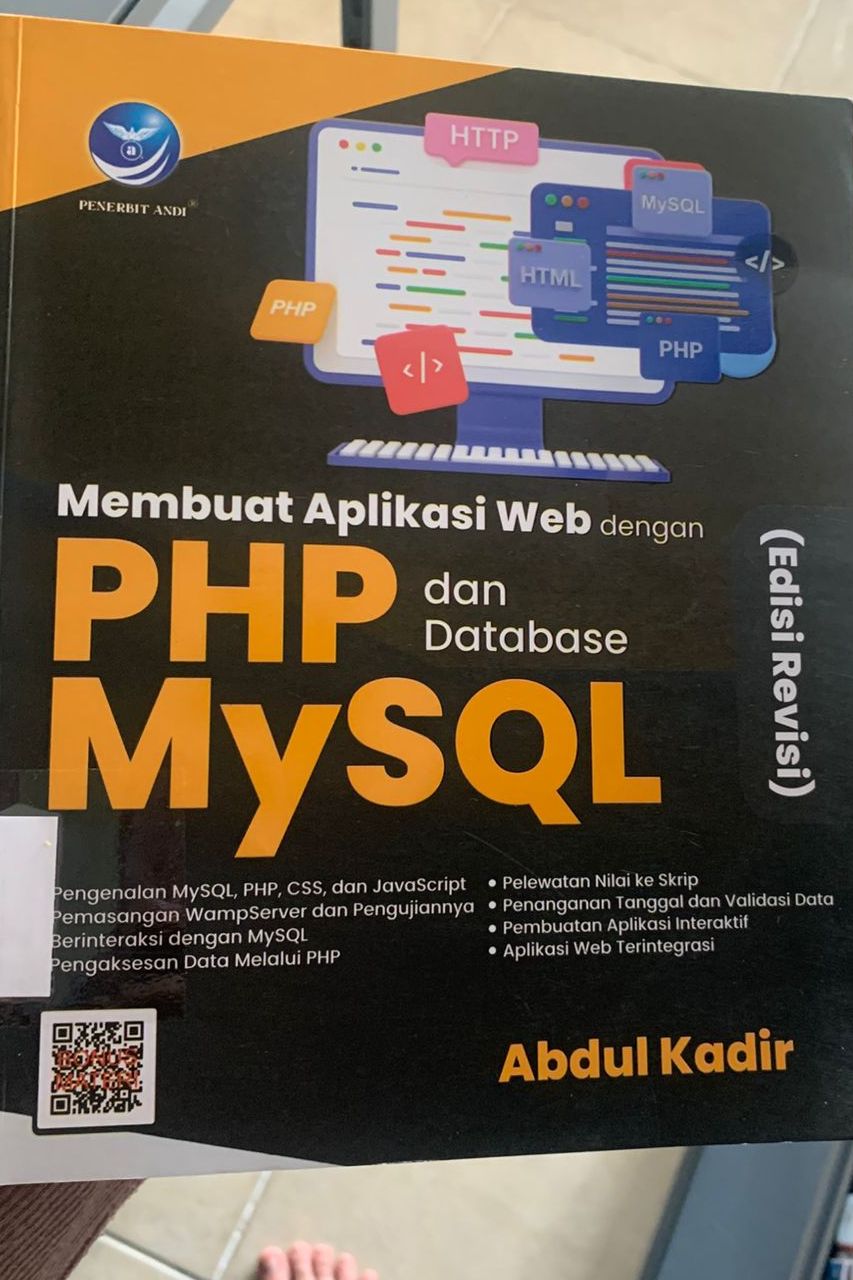 HTTP
MySQL
HTML
</>
PHP
PHP
<|>
PENERBIT ANDI®
Membuat Aplikasi Web dengan
PHP dan
Database
MySQL
(Edisi Revisi)
Pengenalan MySQL, PHP, CSS, dan JavaScript
Pemasangan WampServer dan Pengujiannya
Berinteraksi dengan MySQL
Pengaksesan Data Melalui PHP
• Pelewatan Nilai ke Skrip
• Penanganan Tanggal dan Validasi Data
• Pembuatan Aplikasi Interaktif
• Aplikasi Web Terintegrasi
BONUS
MATERI
Abdul Kadir